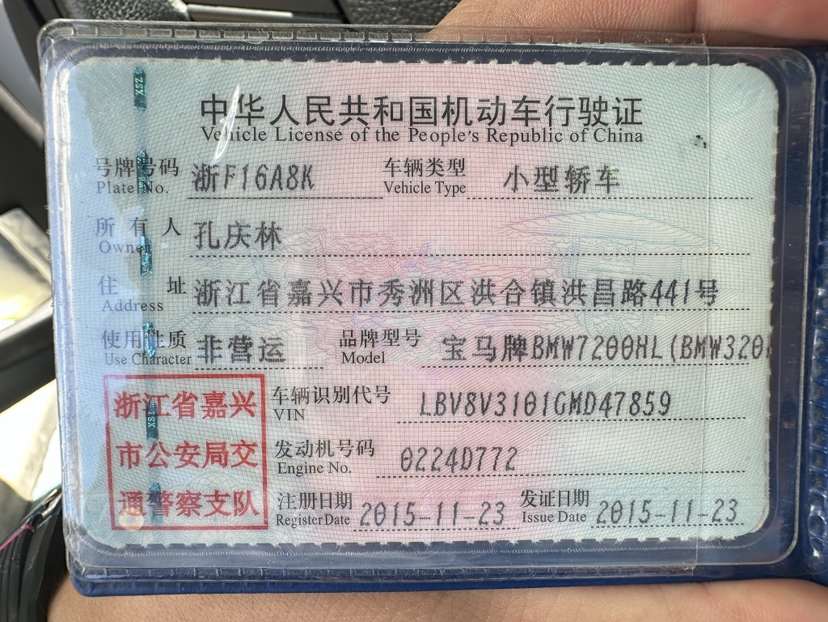 中华人民共和国机动车行驶证
Vehicle License of the People's Republic of China
号牌号码 浙F16A8K 车辆类型 小型轿车
Plate No. Vehicle Type
所有人 孔庆林
Owner
住址 浙江省嘉兴市秀洲区洪合镇洪昌路441号
Address
使用性质 非营运 品牌型号 宝马牌BMW7200HL(BMW320
Use Character Model
浙江省嘉兴 车辆识别代号 LBV8V3101GMD47859
VIN
市公安局交 发动机号码 0224D772
Engine No.
通警察支队 注册日期 2015-11-23 发证日期 2015-11-23
Register Date Issue Date